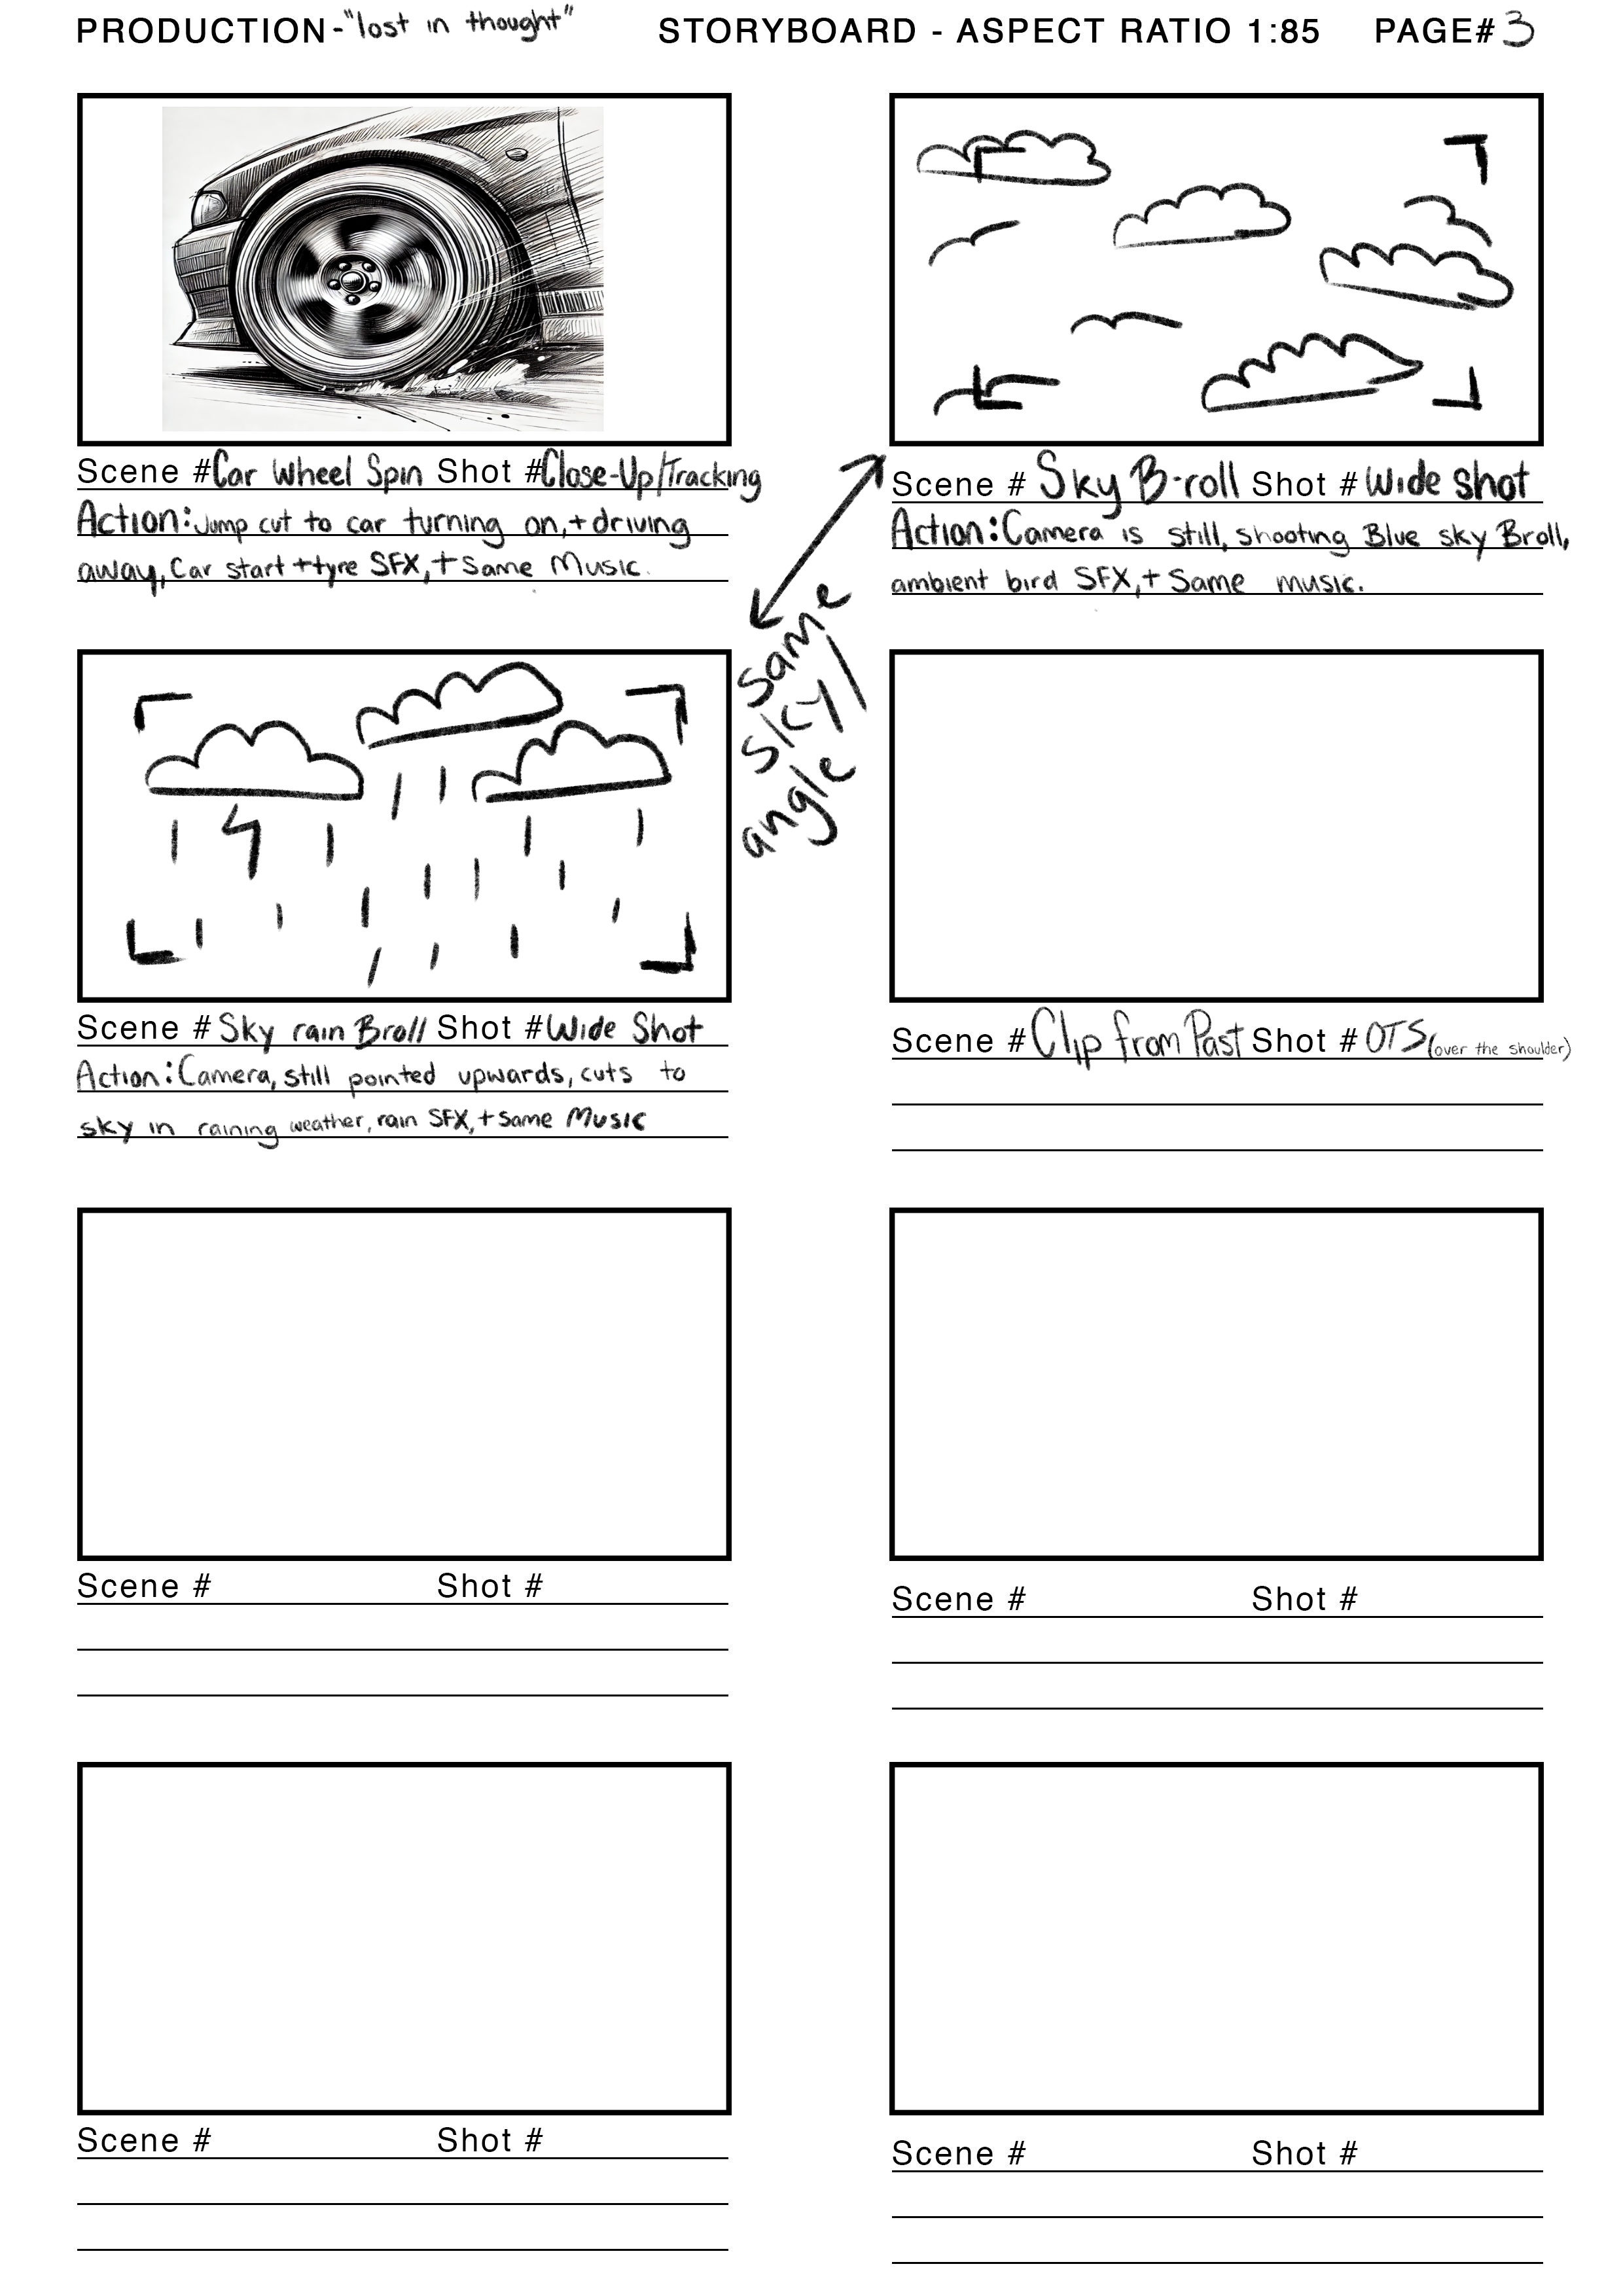 PRODUCTION-"lost in thought" STORYBOARD - ASPECT RATIO 1:85 PAGE# 3
Scene # Car Wheel Spin Shot # Close-Up/Tracking
Action: Jump cut to car turning on, + driving
away, Car start + tyre SFX, + Same Music.
Scene # Sky B-roll Shot # Wide shot
Action: Camera is still, shooting Blue sky Broll,
ambient bird SFX, + Same music.
same
sky/
angle
Scene # Sky rain Broll Shot # Wide Shot
Action: Camera, still pointed upwards, cuts to
sky in raining weather, rain SFX, + Same Music
Scene # Clip from Past Shot # OTS (over the shoulder)
Scene # Shot #
Scene # Shot #
Scene # Shot #
Scene # Shot #